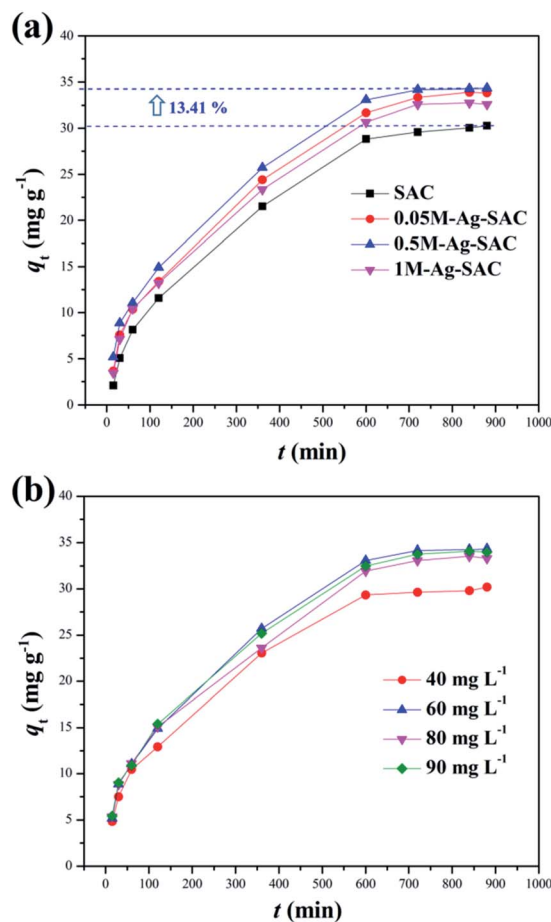 (a)
40
35
30
25
20
15
10
5
0
q_t (mg g⁻¹)
13.41 %
SAC
0.05M-Ag-SAC
0.5M-Ag-SAC
1M-Ag-SAC
0 100 200 300 400 500 600 700 800 900 1000
t (min)
(b)
40
35
30
25
20
15
10
5
0
q_t (mg g⁻¹)
40 mg L⁻¹
60 mg L⁻¹
80 mg L⁻¹
90 mg L⁻¹
0 100 200 300 400 500 600 700 800 900 1000
t (min)